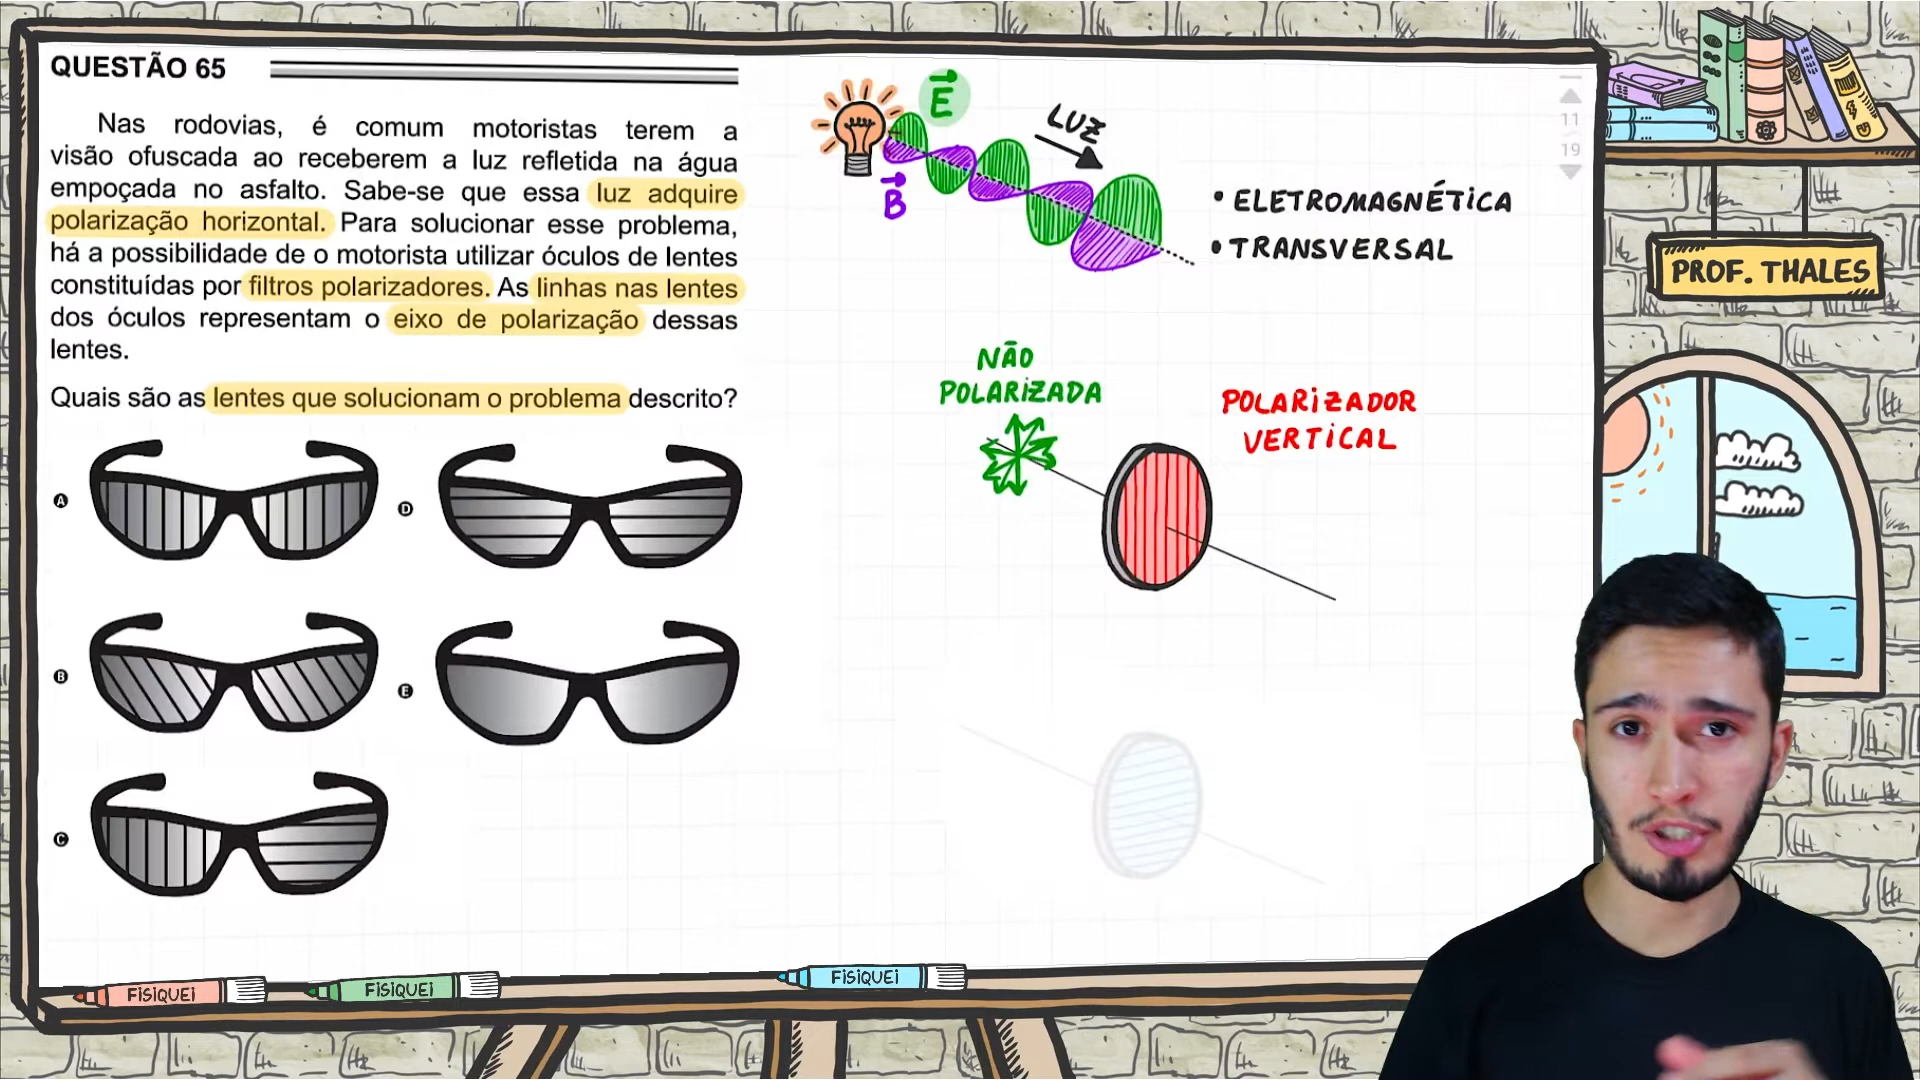 QUESTÃO 65
Nas rodovias, é comum motoristas terem a
visão ofuscada ao receberem a luz refletida na água
empoçada no asfalto. Sabe-se que essa luz adquire
polarização horizontal. Para solucionar esse problema,
há a possibilidade de o motorista utilizar óculos de lentes
constituídas por filtros polarizadores. As linhas nas lentes
dos óculos representam o eixo de polarização dessas
lentes.
Quais são as lentes que solucionam o problema descrito?
A
D
B
E
C
E
B
LUZ
• ELETROMAGNÉTICA
• TRANSVERSAL
NÃO
POLARIZADA
POLARIZADOR
VERTICAL
11
19
PROF. THALES
FISIQUEI
FISIQUEI
FISIQUEI